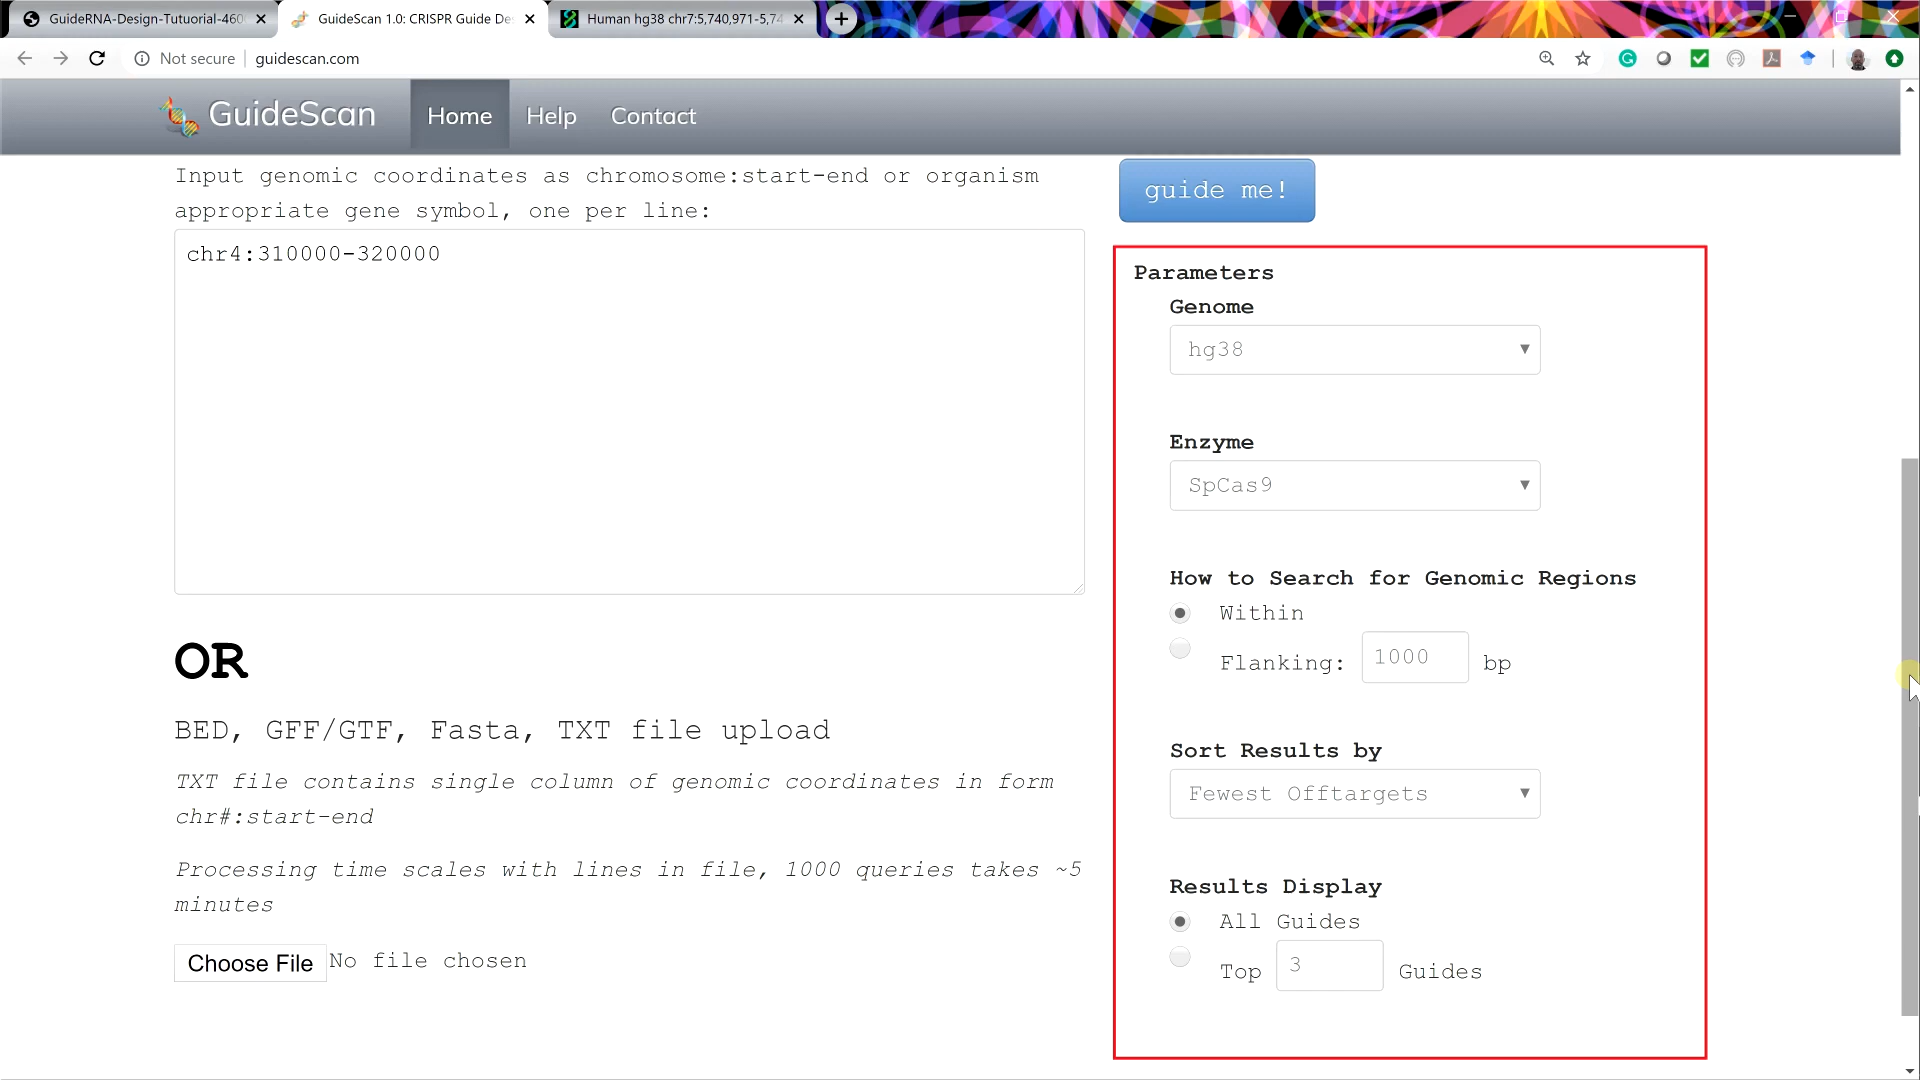 GuideRNA-Design-Tutuorial-460
GuideScan 1.0: CRISPR Guide De
Human hg38 chr7:5,740,971-5,74
Not secure
guidescan.com
GuideScan
Home
Help
Contact
Input genomic coordinates as chromosome:start-end or organism
appropriate gene symbol, one per line:
chr4:310000-320000
OR
BED, GFF/GTF, Fasta, TXT file upload
TXT file contains single column of genomic coordinates in form
chr#:start-end
Processing time scales with lines in file, 1000 queries takes ~5
minutes
Choose File No file chosen
guide me!
Parameters
Genome
hg38
Enzyme
SpCas9
How to Search for Genomic Regions
Within
Flanking: 1000 bp
Sort Results by
Fewest Offtargets
Results Display
All Guides
Top 3 Guides